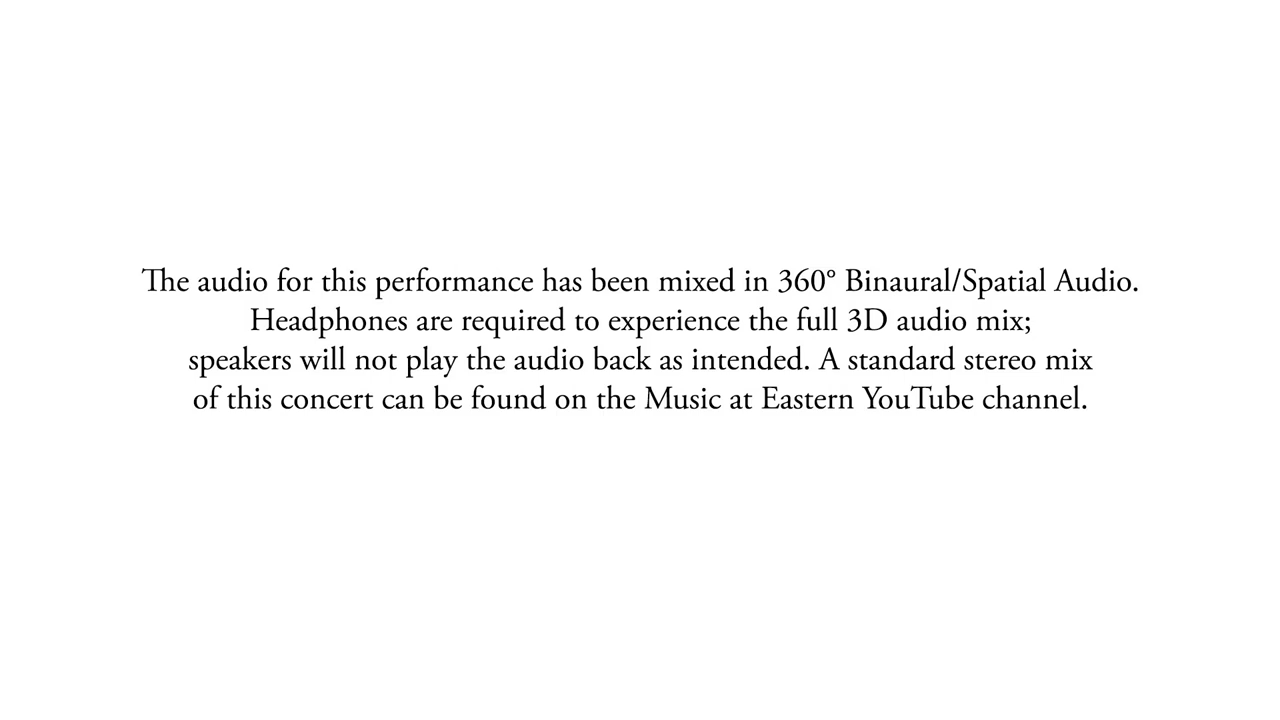 The audio for this performance has been mixed in 360° Binaural/Spatial Audio.
Headphones are required to experience the full 3D audio mix;
speakers will not play the audio back as intended. A standard stereo mix
of this concert can be found on the Music at Eastern YouTube channel.